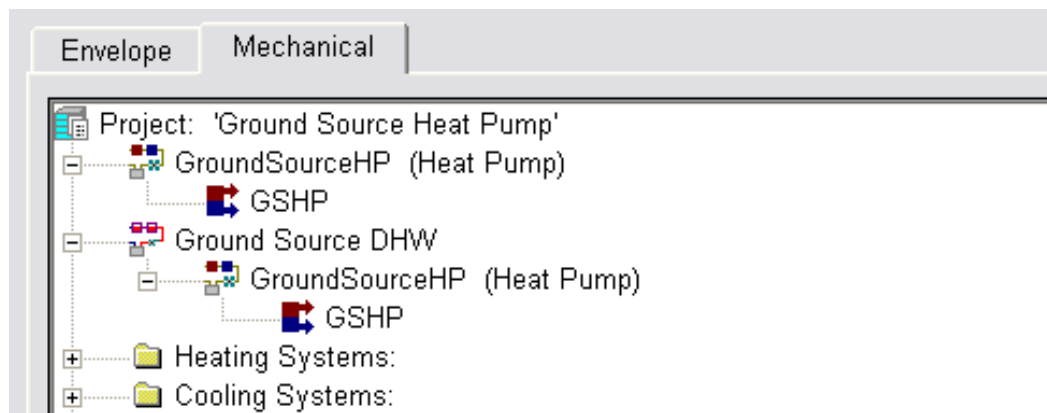 Envelope Mechanical
Project: 'Ground Source Heat Pump'
GroundSourceHP (Heat Pump)
GSHP
Ground Source DHW
GroundSourceHP (Heat Pump)
GSHP
Heating Systems:
Cooling Systems: